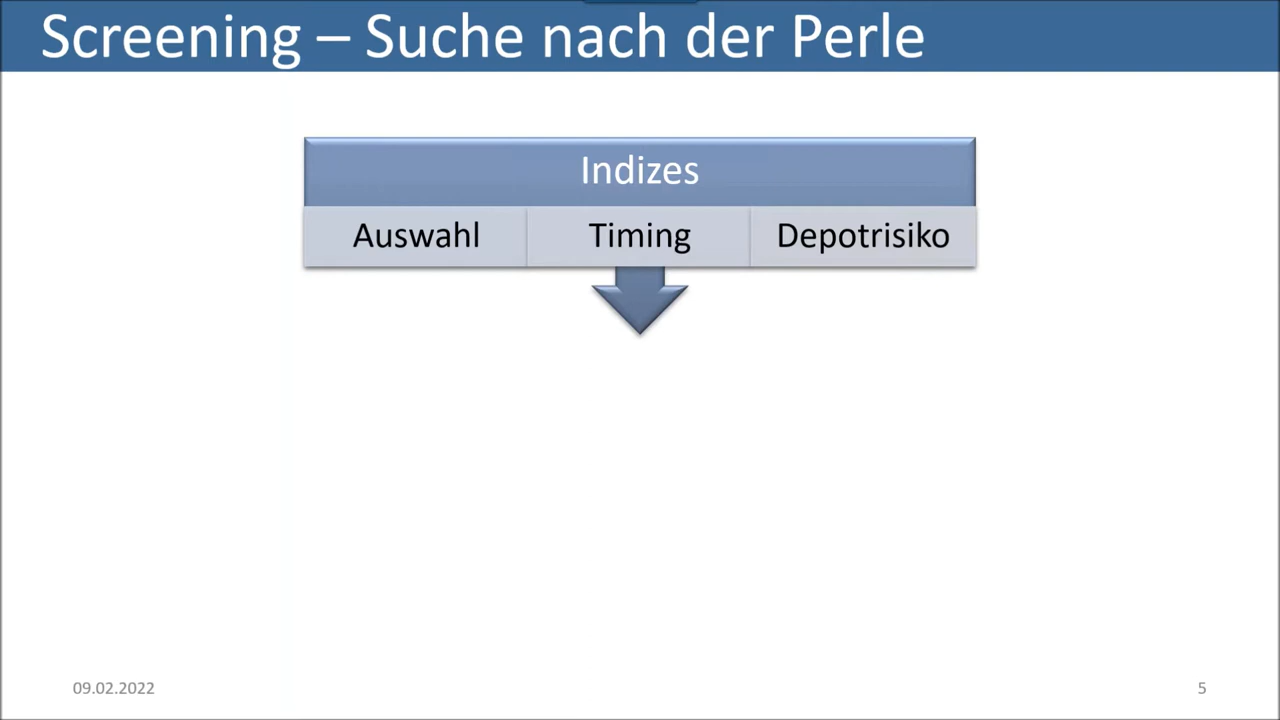 Screening – Suche nach der Perle
Indizes
Auswahl Timing Depotrisiko
09.02.2022 5